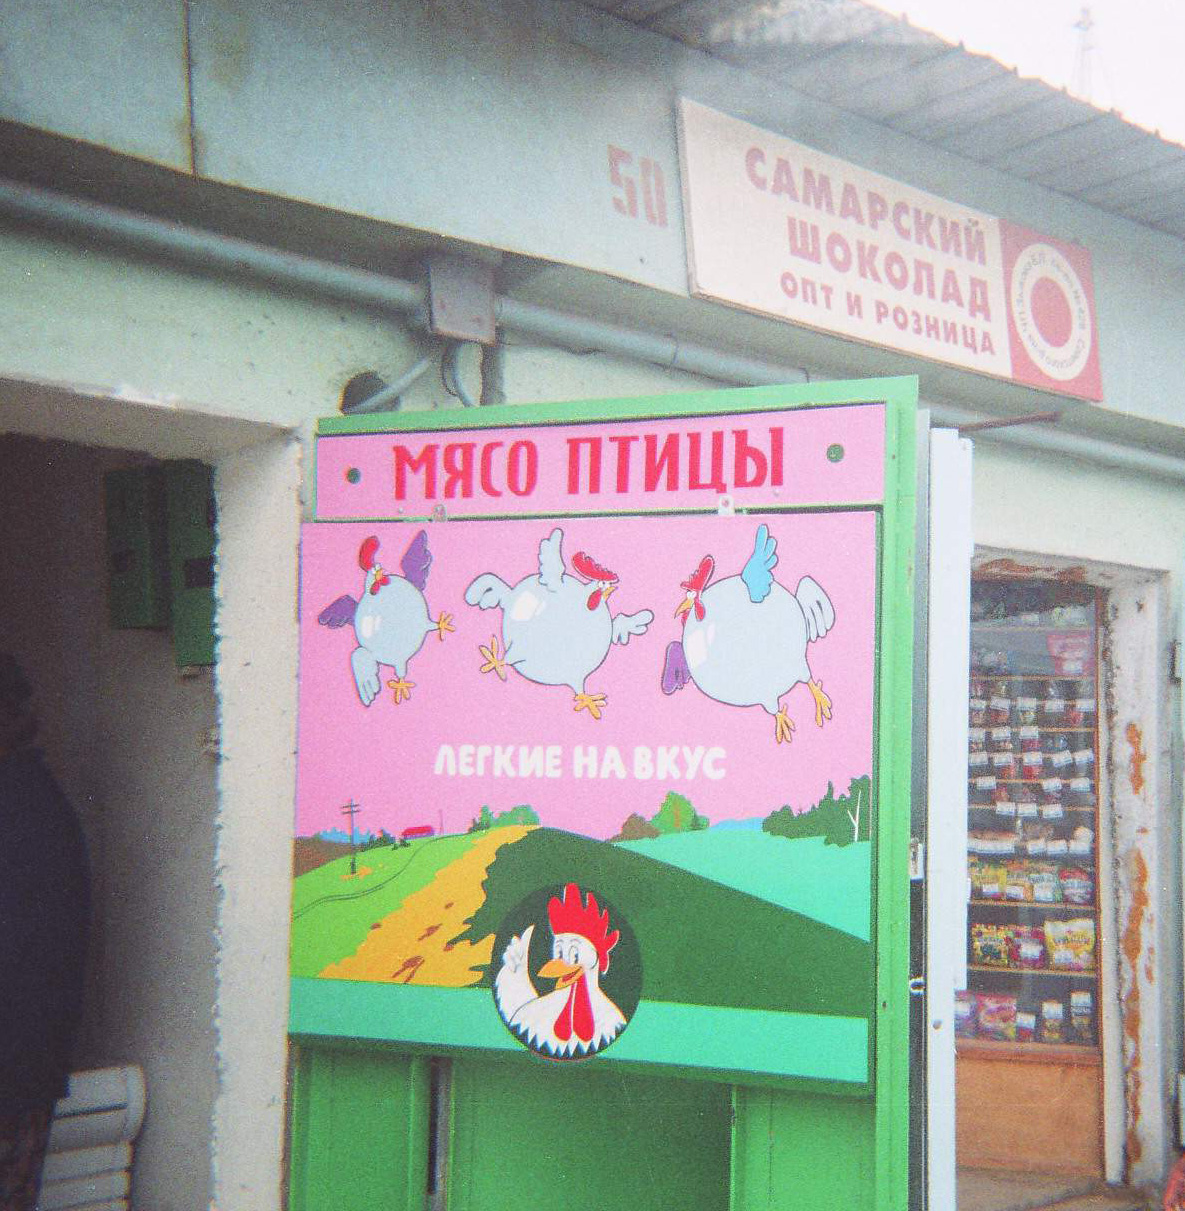 50
САМАРСКИЙ
ШОКОЛАД
ОПТ И РОЗНИЦА
МЯСО ПТИЦЫ
ЛЕГКИЕ НА ВКУС